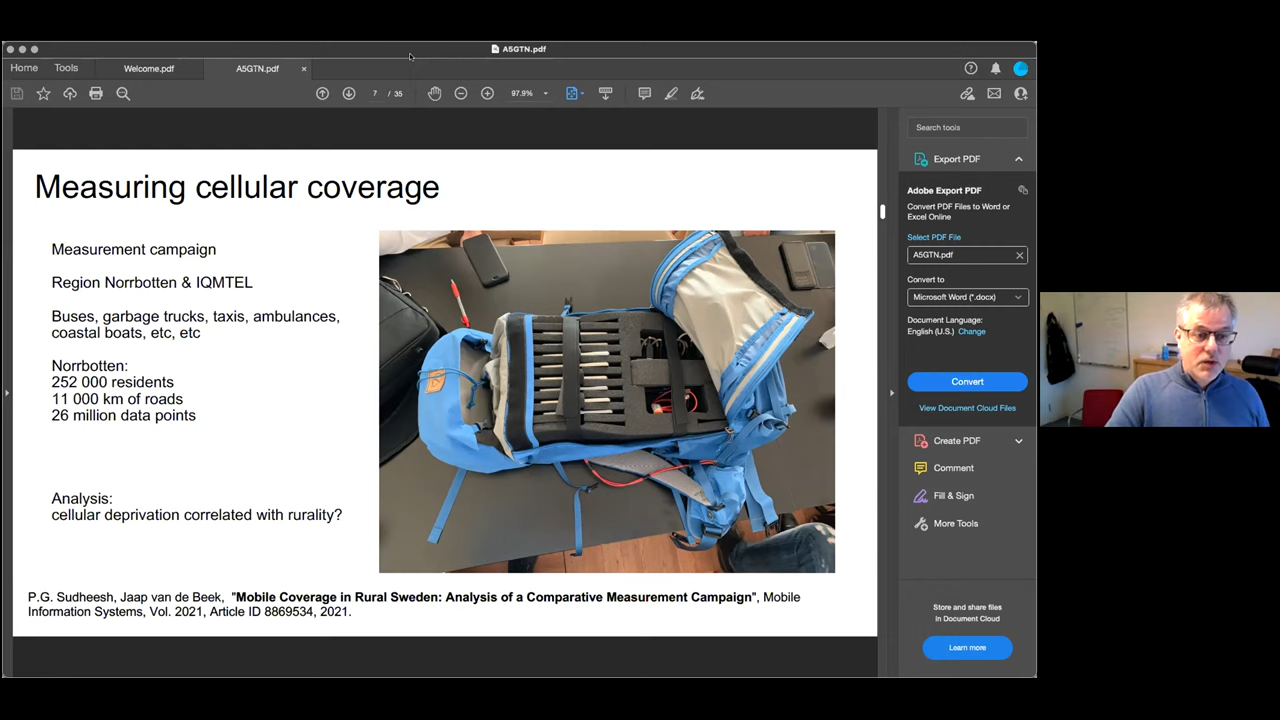 A5GTN.pdf
Home
Tools
Welcome.pdf
A5GTN.pdf
7 / 35
97.9%
Search tools
Export PDF
Adobe Export PDF
Convert PDF Files to Word or
Excel Online
Select PDF File
A5GTN.pdf
Convert to
Microsoft Word (*.docx)
Document Language:
English (U.S.) Change
Convert
View Document Cloud Files
Create PDF
Comment
Fill & Sign
More Tools
Store and share files
in Document Cloud
Learn more
Measuring cellular coverage
Measurement campaign
Region Norrbotten & IQMTEL
Buses, garbage trucks, taxis, ambulances,
coastal boats, etc, etc
Norrbotten:
252 000 residents
11 000 km of roads
26 million data points
Analysis:
cellular deprivation correlated with rurality?
P.G. Sudheesh, Jaap van de Beek, "Mobile Coverage in Rural Sweden: Analysis of a Comparative Measurement Campaign", Mobile
Information Systems, Vol. 2021, Article ID 8869534, 2021.